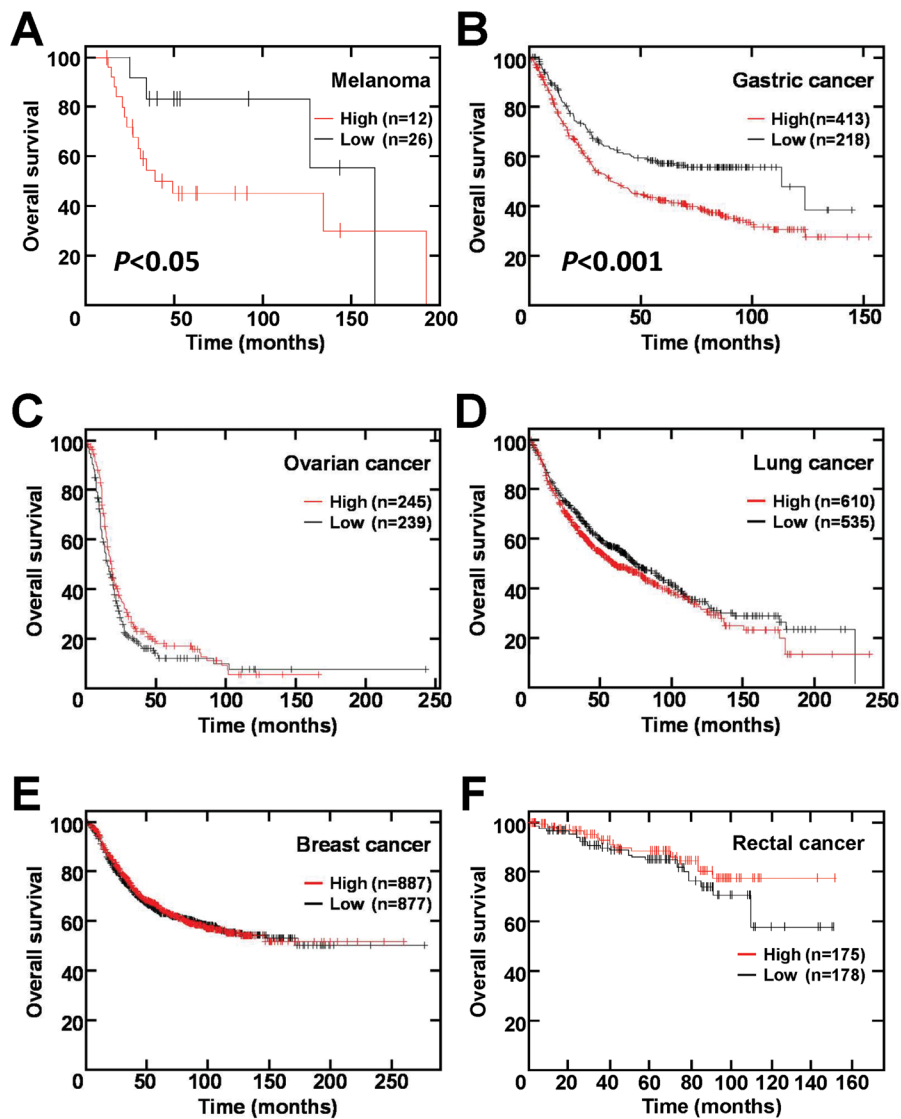 A
Melanoma
High (n=12)
Low (n=26)
P<0.05
Overall survival
100
80
60
40
20
0
50
100
150
200
Time (months)
B
Gastric cancer
High(n=413)
Low (n=218)
P<0.001
Overall survival
100
80
60
40
20
0
50
100
150
Time (months)
C
Ovarian cancer
High (n=245)
Low (n=239)
Overall survival
100
80
60
40
20
0
50
100
150
200
250
Time (months)
D
Lung cancer
High (n=610)
Low (n=535)
Overall survival
100
80
60
40
20
0
50
100
150
200
250
Time (months)
E
Breast cancer
High (n=887)
Low (n=877)
Overall survival
100
80
60
40
20
0
50
100
150
200
250
Time (months)
F
Rectal cancer
High (n=175)
Low (n=178)
Overall survival
100
80
60
40
20
0
20
40
60
80
100
120
140
160
Time (months)